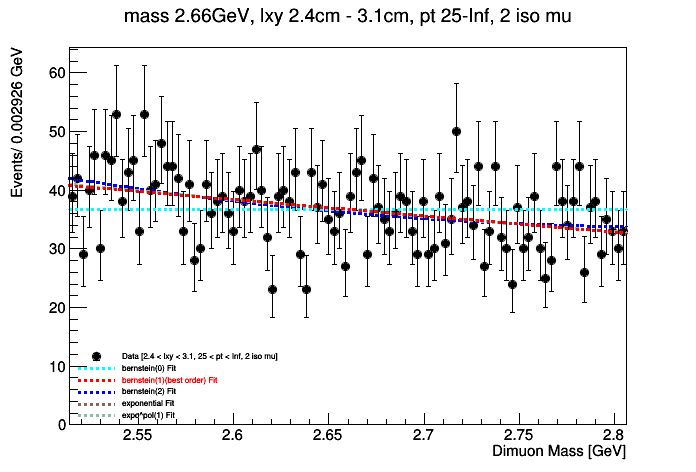 mass 2.66GeV, lxy 2.4cm - 3.1cm, pt 25-Inf, 2 iso mu
Events/ 0.002926 GeV
60
50
40
30
20
10
0
Data [2.4 < lxy < 3.1, 25 < pt < Inf, 2 iso mu]
bernstein(0) Fit
bernstein(1)(best order) Fit
bernstein(2) Fit
exponential Fit
expq^pol(1) Fit
2.55 2.6 2.65 2.7 2.75 2.8
Dimuon Mass [GeV]